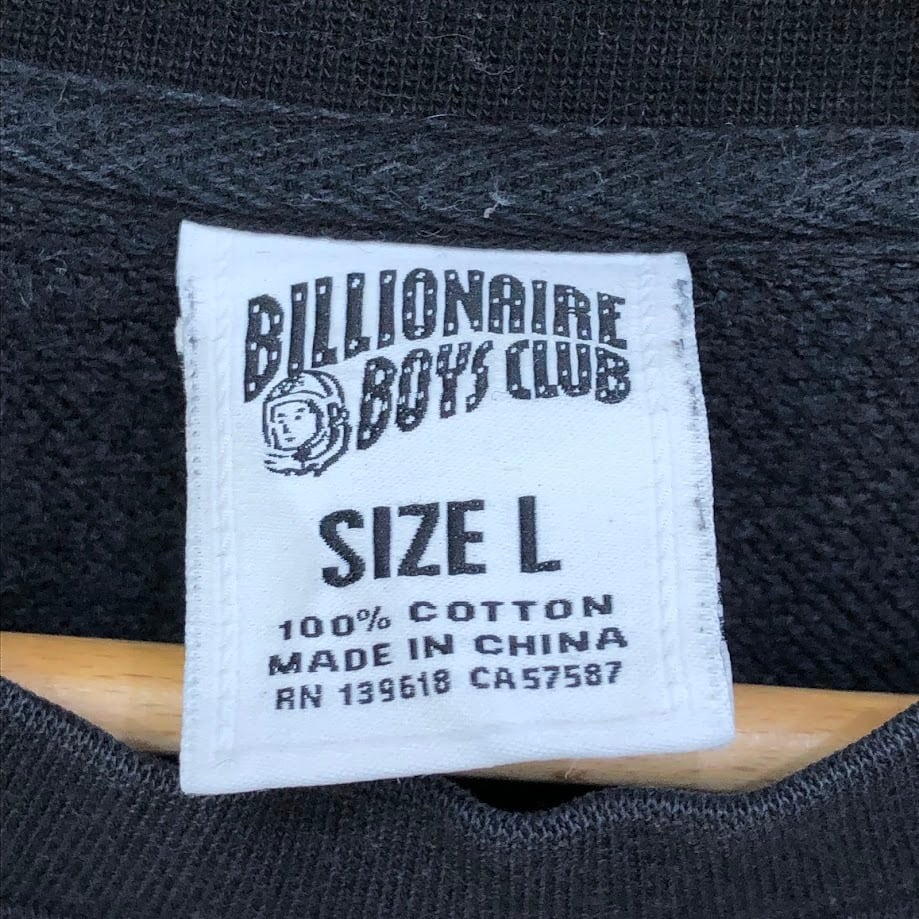 BILLIONAIRE
BOYS CLUB
SIZE L
100% COTTON
MADE IN CHINA
RN 139618 CA57587